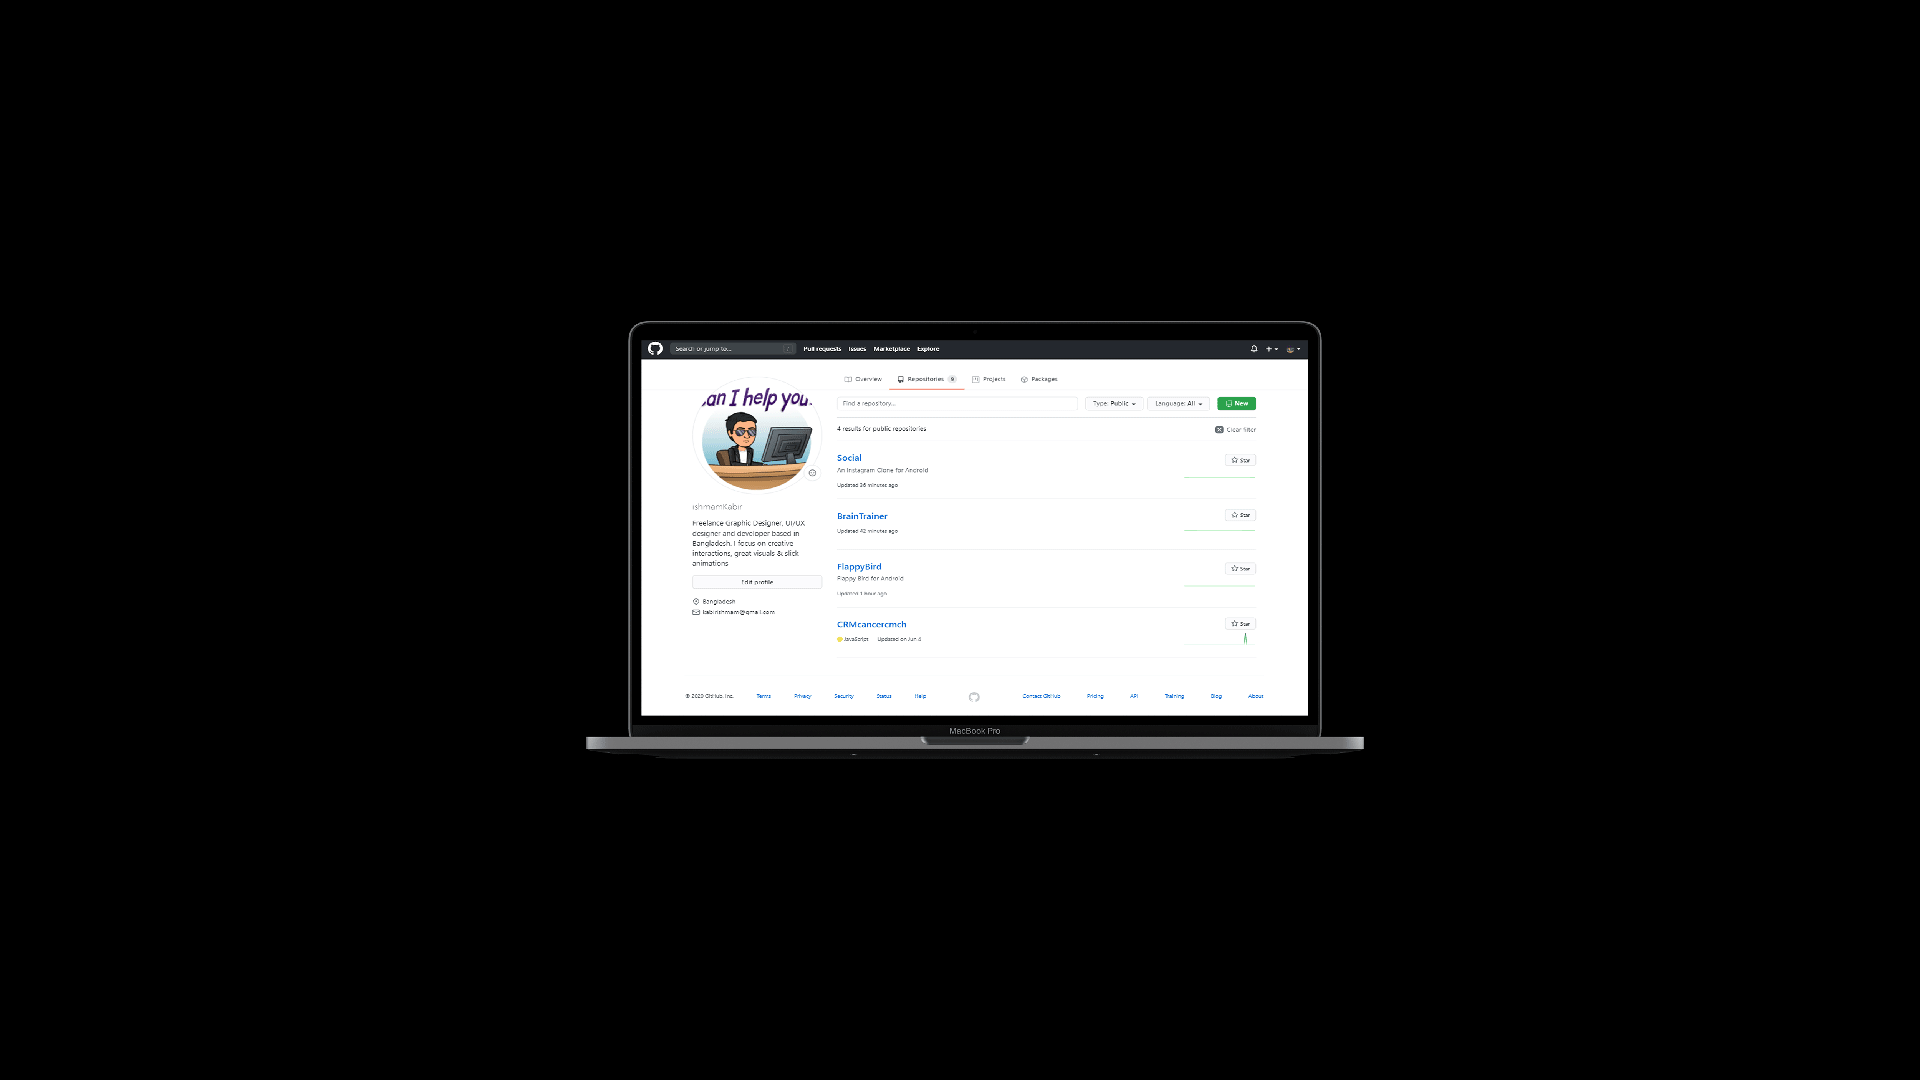 Search or jump to...
/
Pull requests Issues Marketplace Explore
Overview Repositories 9 Projects Packages
an I help you
Find a repository...
Type: Public
Language: All
New
4 results for public repositories
Clear filter
Social
Star
An Instagram Clone for Android
Updated 36 minutes ago
BrainTrainer
Star
Updated 42 minutes ago
FlappyBird
Star
Flappy Bird for Android
Updated 1 hour ago
CRMcancercmch
Star
JavaScript Updated on Jun 4
ishmamKabir
Freelance Graphic Designer, UI/UX
designer and developer based in
Bangladesh. I focus on creative
interactions, great visuals & slick
animations
Edit profile
Bangladesh
kabirishmam@gmail.com
© 2020 GitHub, Inc. Terms Privacy Security Status Help Contact GitHub Pricing API Training Blog About
MacBook Pro